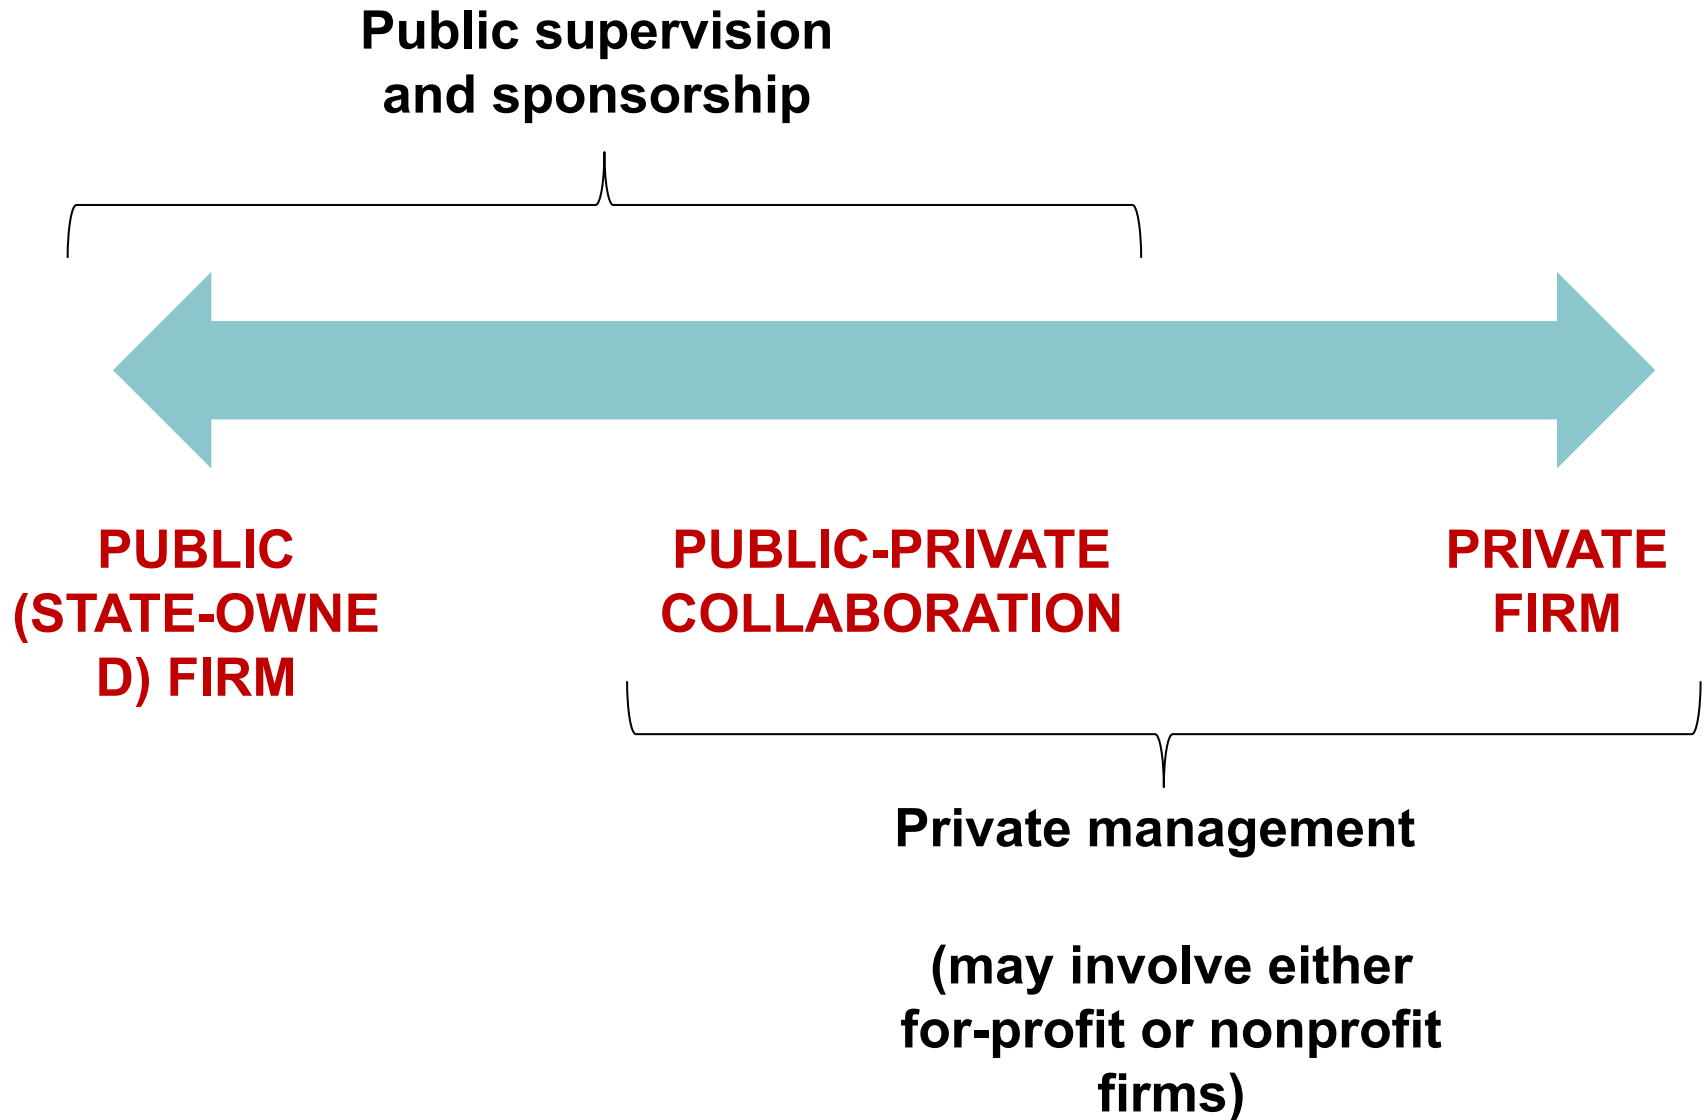 Public supervision
and sponsorship
PUBLIC
(STATE-OWNE
D) FIRM
PUBLIC-PRIVATE
COLLABORATION
PRIVATE
FIRM
Private management
(may involve either
for-profit or nonprofit
firms)